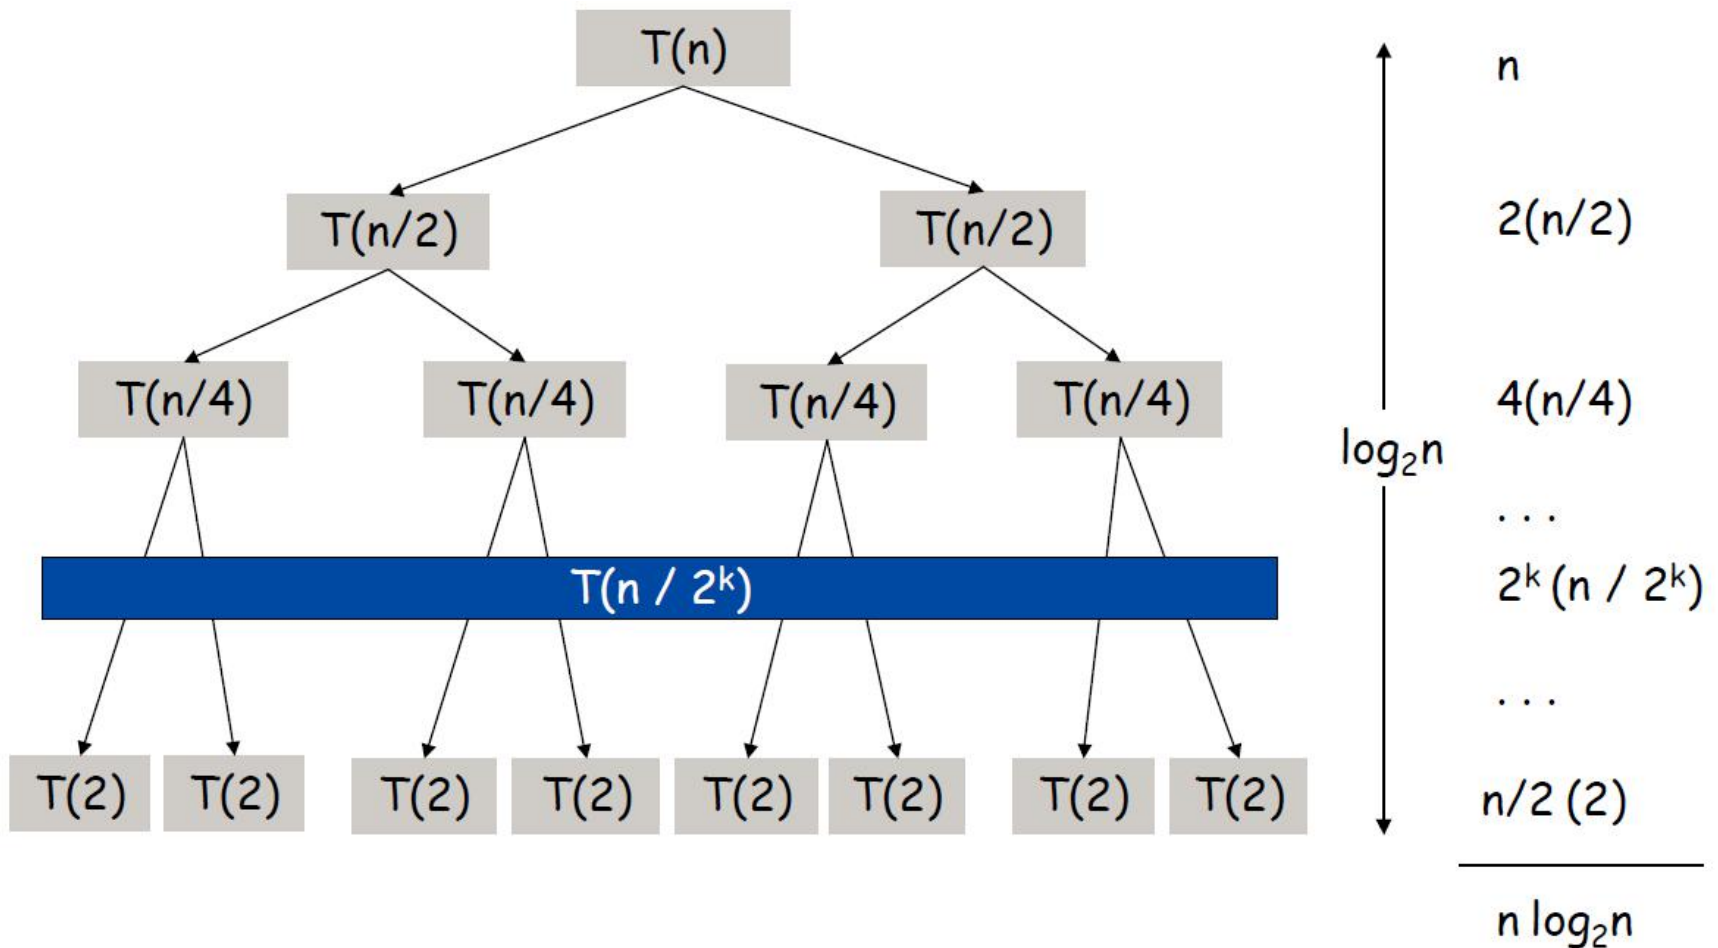 T(n)
n
T(n/2) T(n/2)
2(n/2)
T(n/4) T(n/4) T(n/4) T(n/4)
4(n/4)
log₂n
. . .
T(n / 2ᵏ)
2ᵏ (n / 2ᵏ)
. . .
T(2) T(2) T(2) T(2) T(2) T(2) T(2) T(2)
n/2 (2)
n log₂n